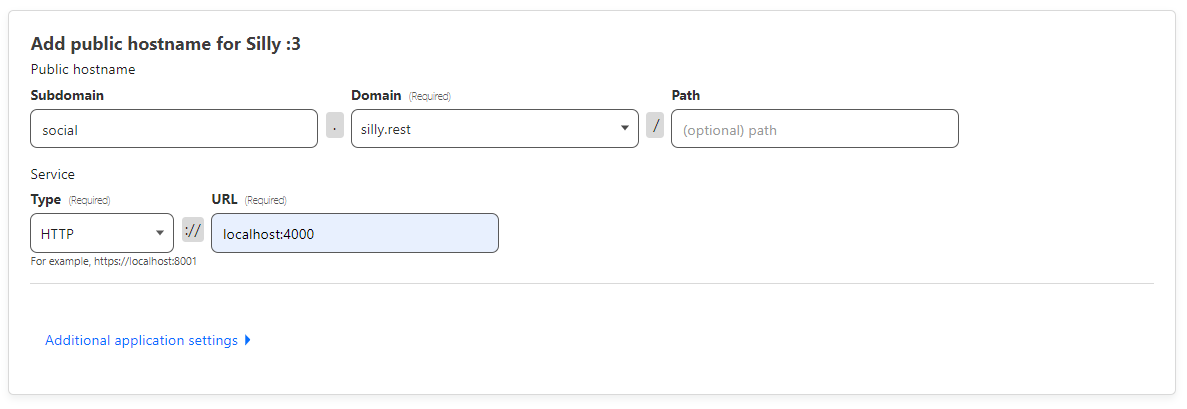 Add public hostname for Silly :3
Public hostname
Subdomain Domain (Required) Path
social . silly.rest / (optional) path
Service
Type (Required) URL (Required)
HTTP :// localhost:4000
For example, https://localhost:8001
Additional application settings